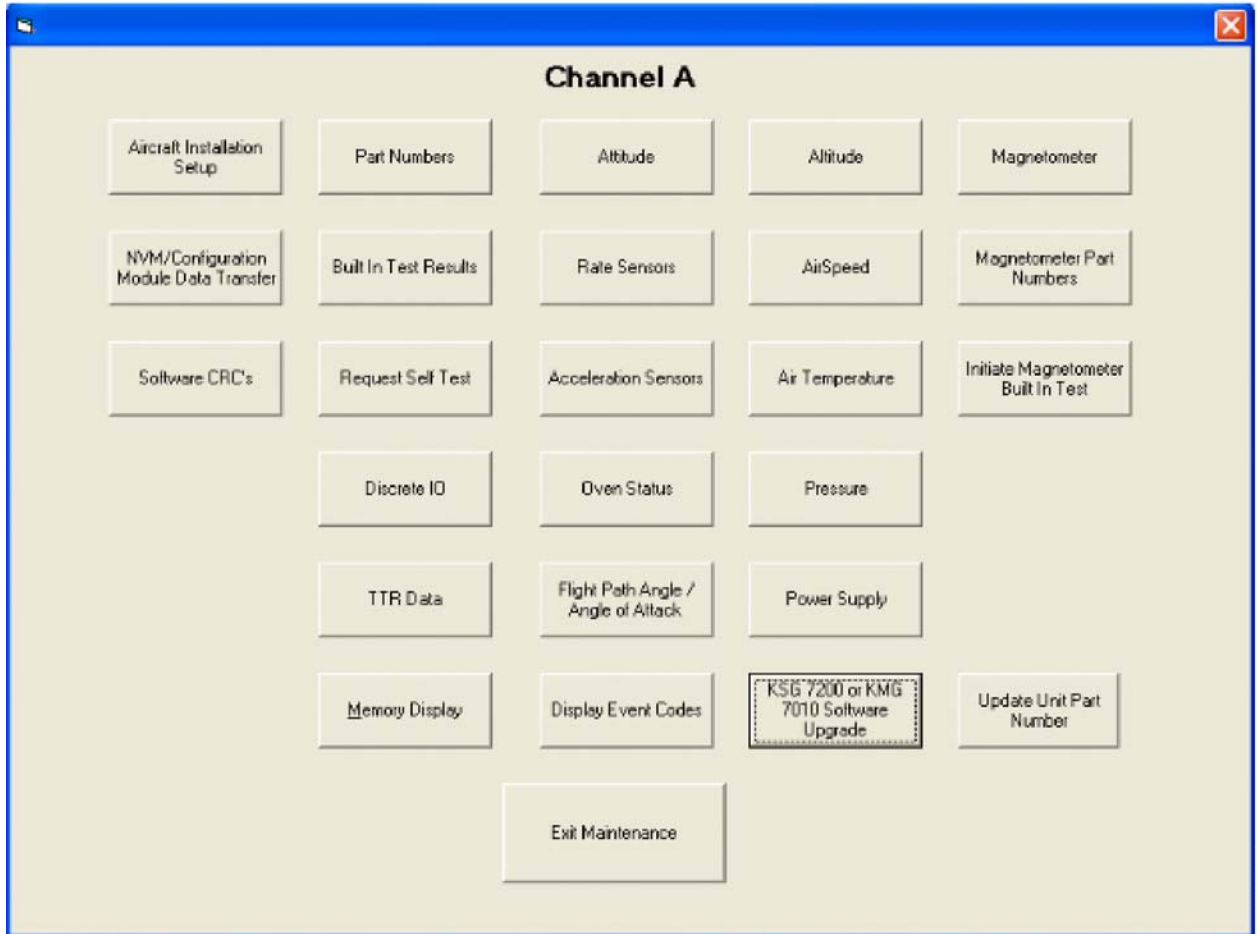 Channel A
Aircraft Installation
Setup
Part Numbers
Attitude
Altitude
Magnetometer
NVM/Configuration
Module Data Transfer
Built In Test Results
Rate Sensors
AirSpeed
Magnetometer Part
Numbers
Software CRC's
Request Self Test
Acceleration Sensors
Air Temperature
Initiate Magnetometer
Built In Test
Discrete IO
Oven Status
Pressure
TTR Data
Flight Path Angle /
Angle of Attack
Power Supply
Memory Display
Display Event Codes
KSG 7200 or KMG
7010 Software
Upgrade
Update Unit Part
Number
Exit Maintenance